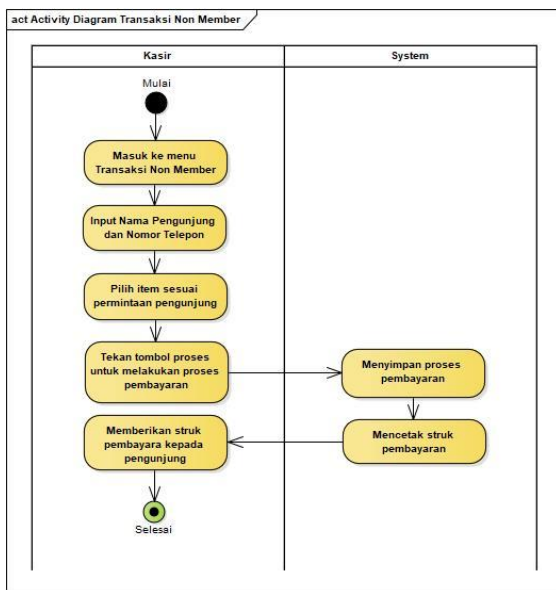 act Activity Diagram Transaksi Non Member
Kasir
System
Mulai
Masuk ke menu
Transaksi Non Member
Input Nama Pengunjung
dan Nomor Telepon
Pilih item sesuai
permintaan pengunjung
Tekan tombol proses
untuk melakukan proses
pembayaran
Menyimpan proses
pembayaran
Mencetak struk
pembayaran
Memberikan struk
pembayara kepada
pengunjung
Selesai